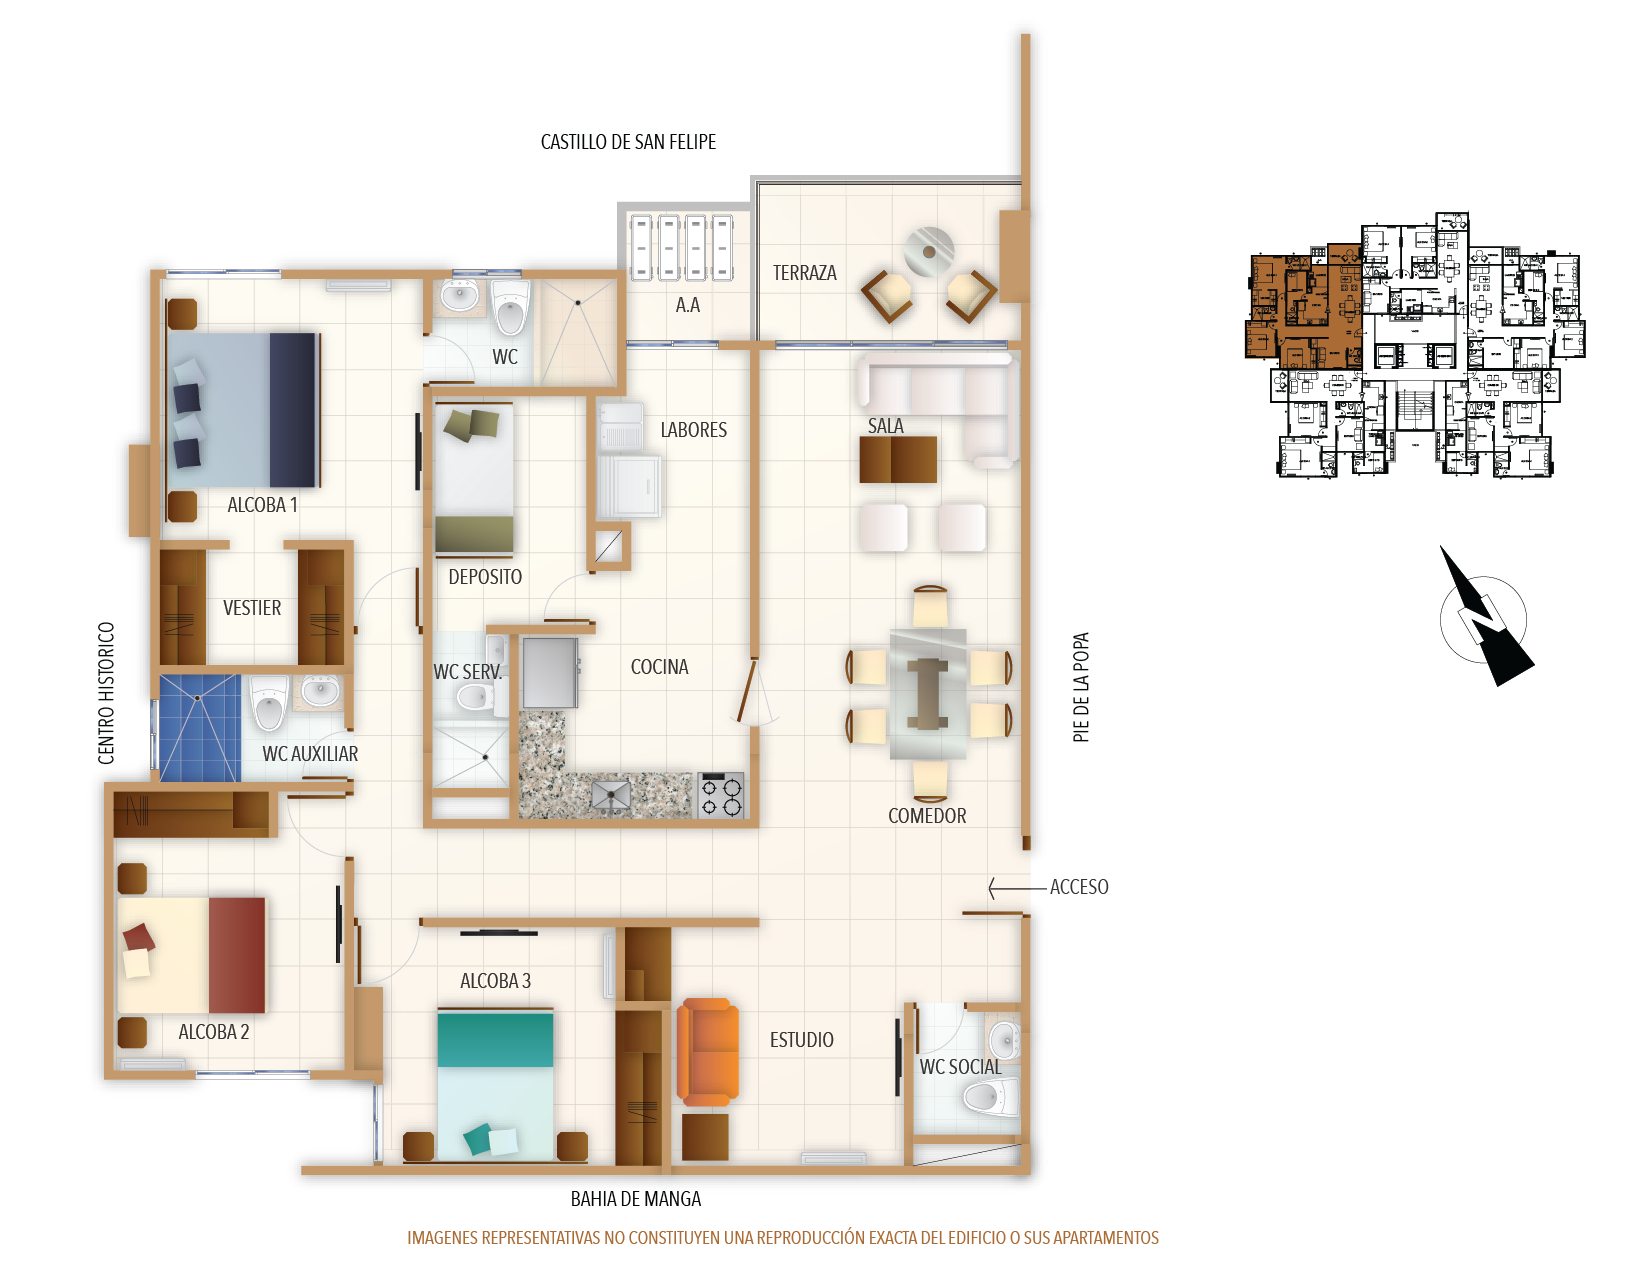 CASTILLO DE SAN FELIPE
TERRAZA
A.A
WC
SALA
LABORES
ALCOBA 1
DEPOSITO
VESTIER
CENTRO HISTORICO
WC SERV.
COCINA
PIE DE LA POPA
WC AUXILIAR
COMEDOR
ACCESO
ALCOBA 3
ALCOBA 2
ESTUDIO
WC SOCIAL
BAHIA DE MANGA
IMAGENES REPRESENTATIVAS NO CONSTITUYEN UNA REPRODUCCIÓN EXACTA DEL EDIFICIO O SUS APARTAMENTOS